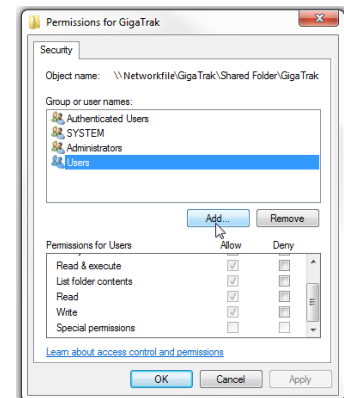 Permissions for GigaTrak
Security
Object name: \\Networkfile\GigaTrak\Shared Folder\GigaTrak
Group or user names:
Authenticated Users
SYSTEM
Administrators
Users
Add... Remove
Permissions for Users Allow Deny
Read & execute
List folder contents
Read
Write
Special permissions
Learn about access control and permissions
OK Cancel Apply